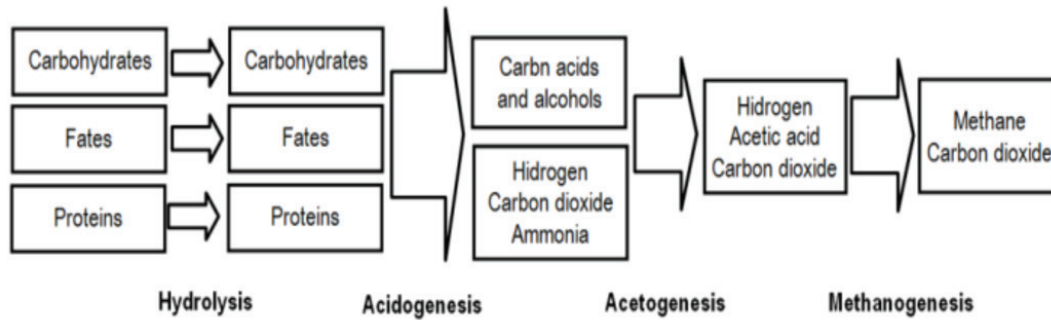 Carbohydrates
Carbohydrates
Fates
Fates
Proteins
Proteins
Carbn acids
and alcohols
Hidrogen
Carbon dioxide
Ammonia
Hidrogen
Acetic acid
Carbon dioxide
Methane
Carbon dioxide
Hydrolysis
Acidogenesis
Acetogenesis
Methanogenesis